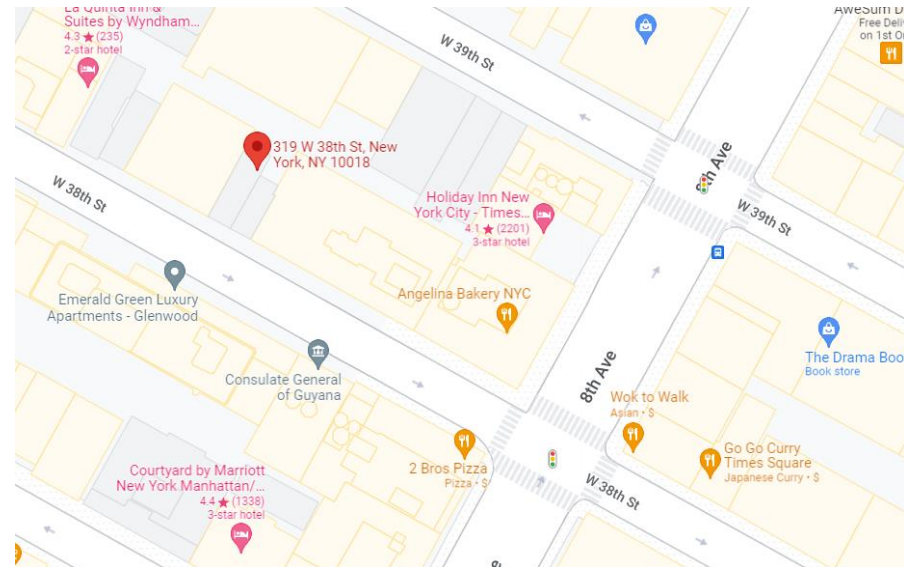 La Quinta Inn &
Suites by Wyndham...
4.3 ★ (235)
2-star hotel
W 39th St
AweSum D
Free Deli
on 1st O
319 W 38th St, New
York, NY 10018
8th Ave
W 38th St
Holiday Inn New
York City - Times...
4.1 ★ (2201)
3-star hotel
W 39th St
Emerald Green Luxury
Apartments - Glenwood
Angelina Bakery NYC
The Drama Boo
Book store
Consulate General
of Guyana
8th Ave
Wok to Walk
Asian • $
2 Bros Pizza
Pizza • $
Go Go Curry
Times Square
Japanese Curry • $
Courtyard by Marriott
New York Manhattan/...
4.4 ★ (1338)
3-star hotel
W 38th St